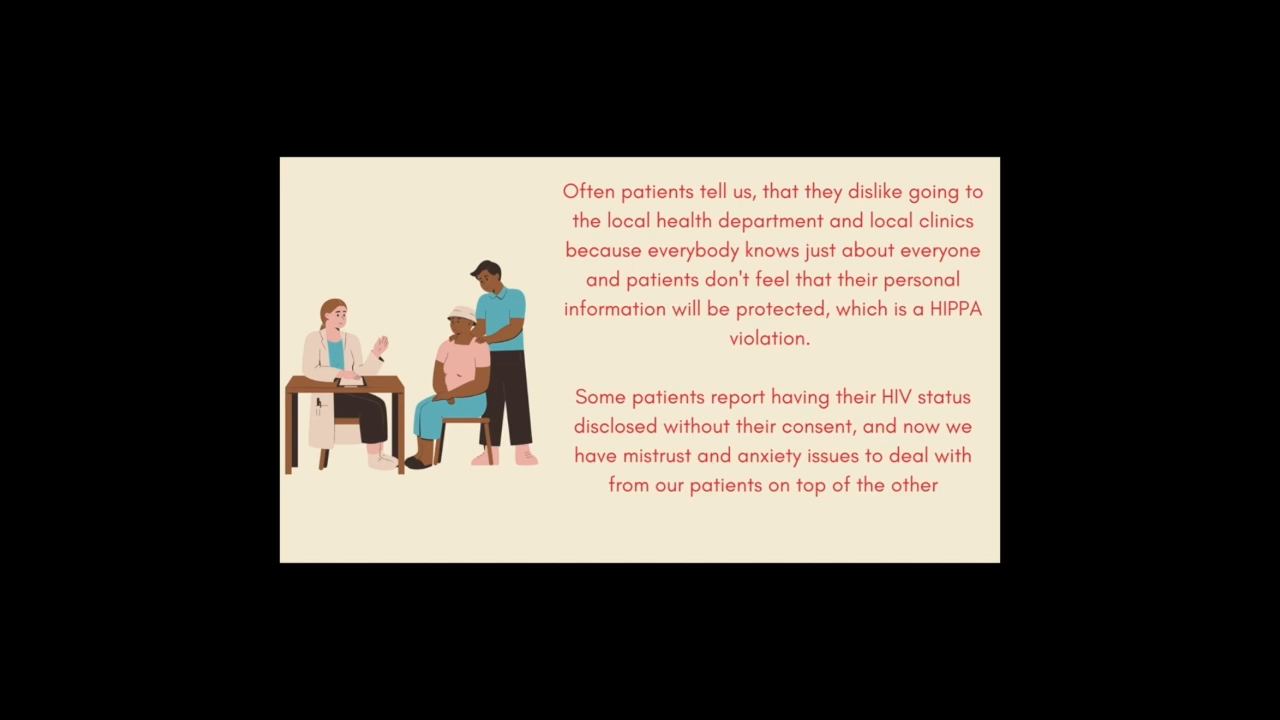 Often patients tell us, that they dislike going to
the local health department and local clinics
because everybody knows just about everyone
and patients don't feel that their personal
information will be protected, which is a HIPPA
violation.
Some patients report having their HIV status
disclosed without their consent, and now we
have mistrust and anxiety issues to deal with
from our patients on top of the other